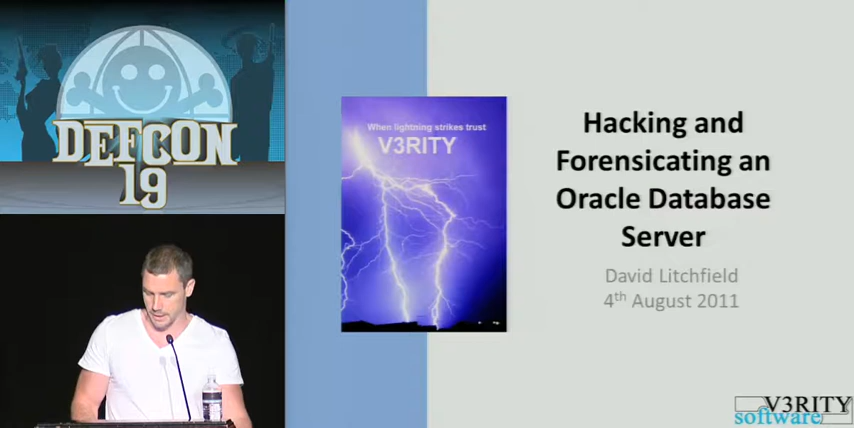 DEFCON
19
When lightning strikes trust
V3RITY
Hacking and
Forensicating an
Oracle Database
Server
David Litchfield
4th August 2011
V3RITY
software